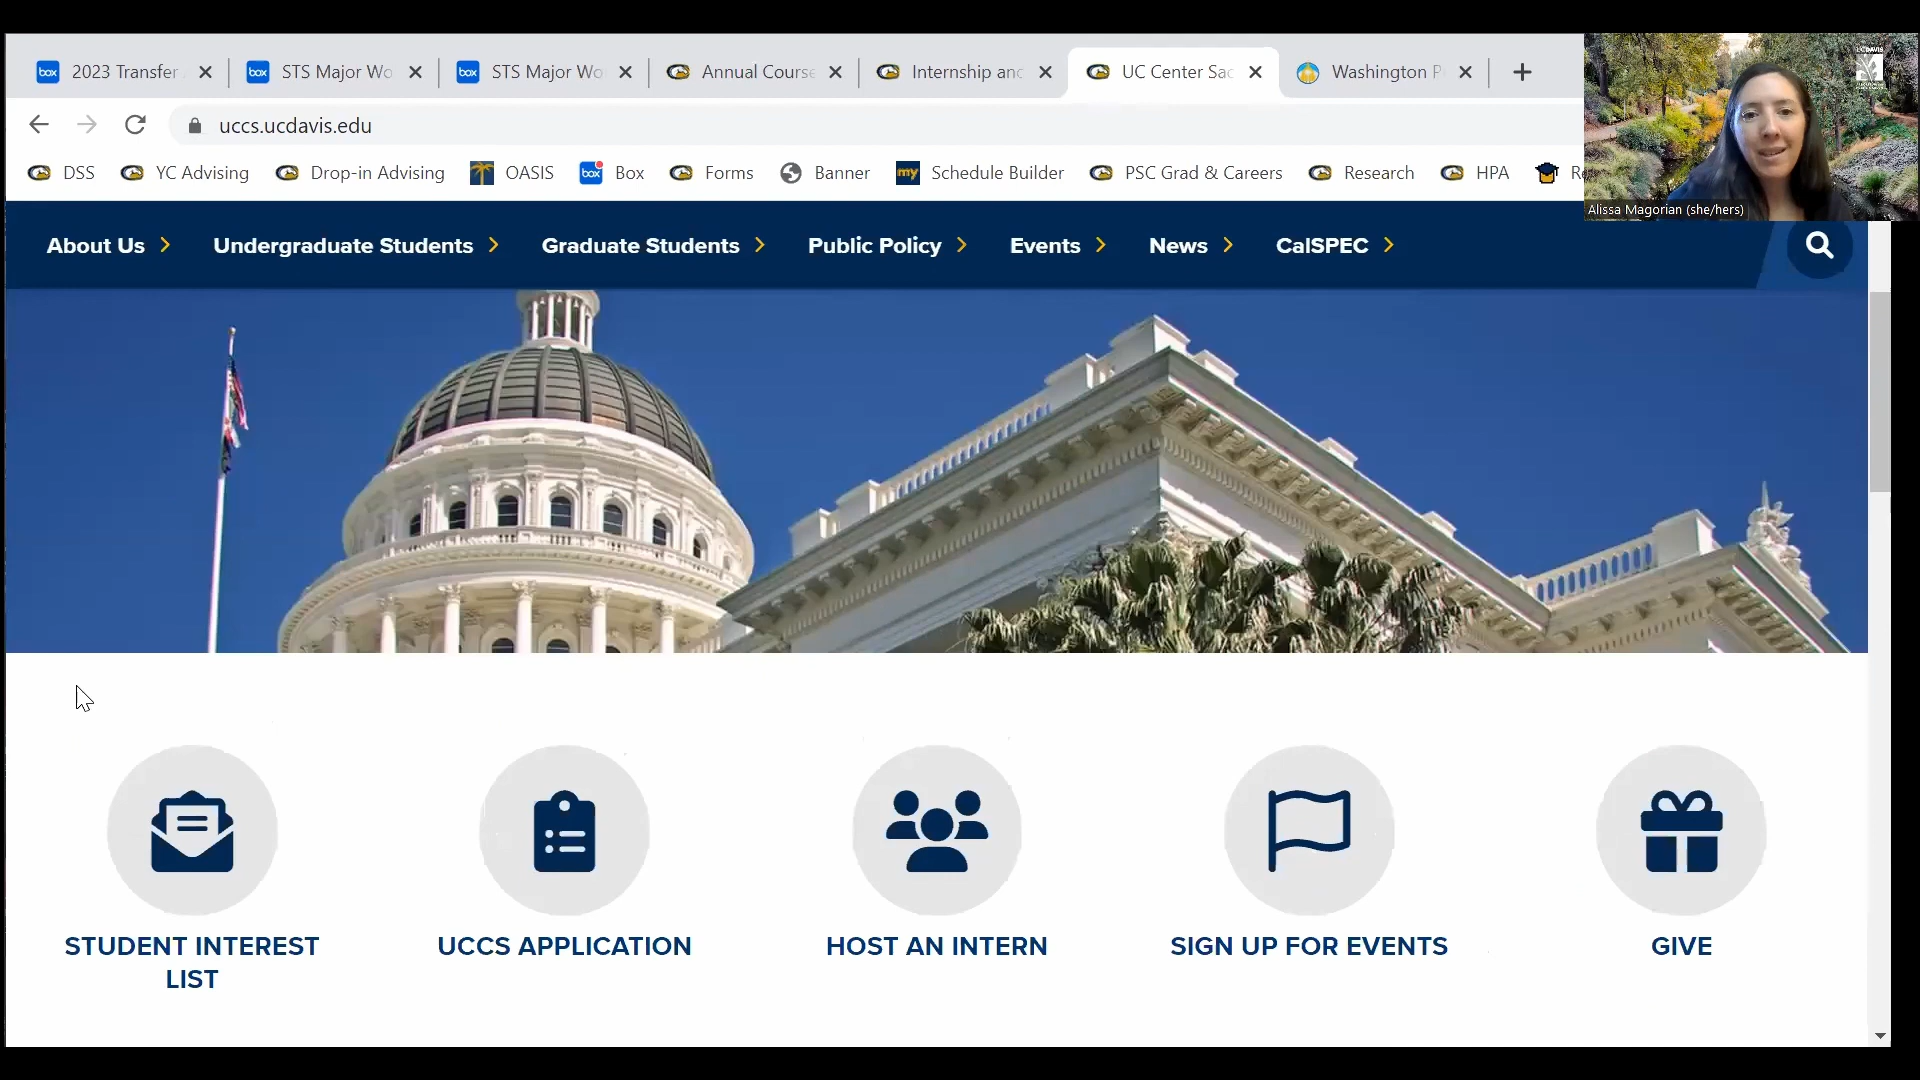 2023 Transfer
STS Major Wo
STS Major Wo
Annual Course
Internship and
UC Center Sac
Washington P
uccs.ucdavis.edu
DSS
YC Advising
Drop-in Advising
OASIS
box
Box
Forms
Banner
my
Schedule Builder
PSC Grad & Careers
Research
HPA
Alissa Magorian (she/hers)
About Us
Undergraduate Students
Graduate Students
Public Policy
Events
News
CalSPEC
STUDENT INTEREST
LIST
UCCS APPLICATION
HOST AN INTERN
SIGN UP FOR EVENTS
GIVE